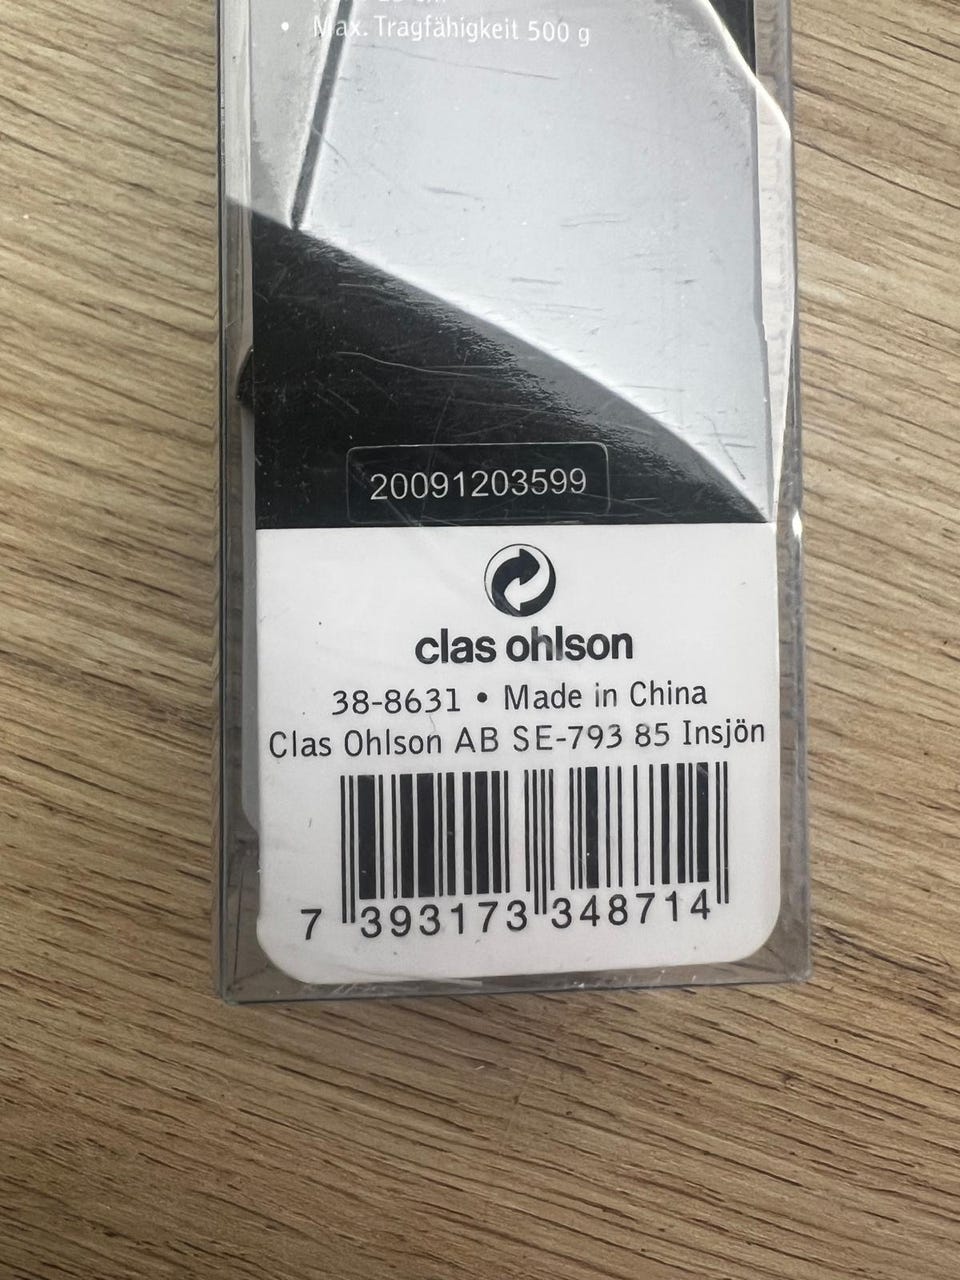 • Max. Tragfähigkeit 500 g
20091203599
clas ohlson
38-8631 • Made in China
Clas Ohlson AB SE-793 85 Insjön
7 393173 348714